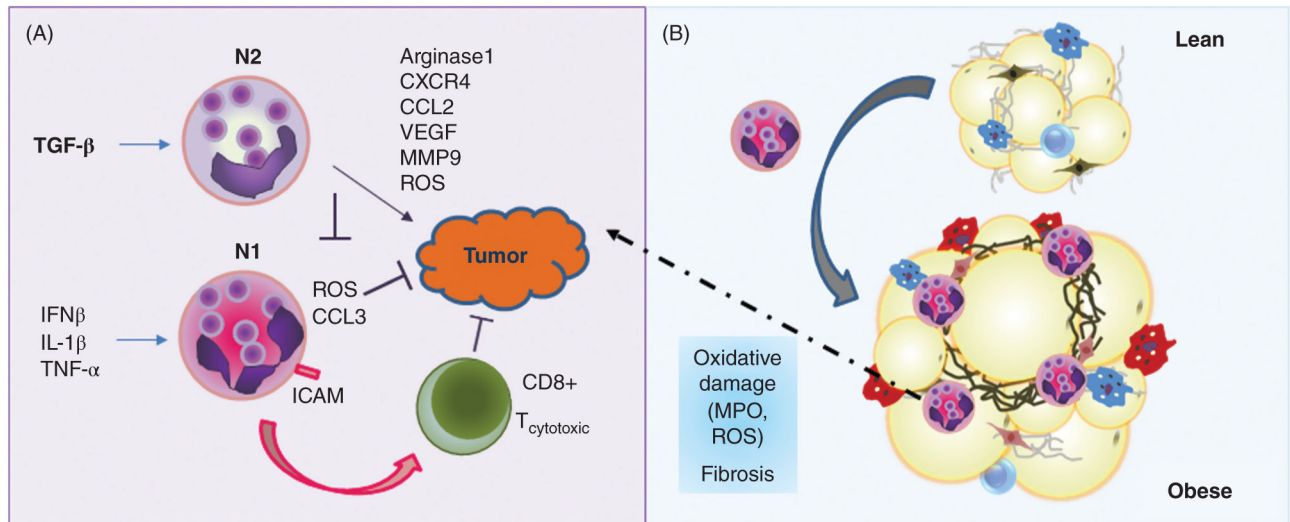 (A)
N2
TGF-β
Arginase1
CXCR4
CCL2
VEGF
MMP9
ROS
Tumor
N1
IFNβ
IL-1β
TNF-α
ROS
CCL3
ICAM
CD8+
Tcytotoxic
(B)
Lean
Oxidative
damage
(MPO,
ROS)
Fibrosis
Obese